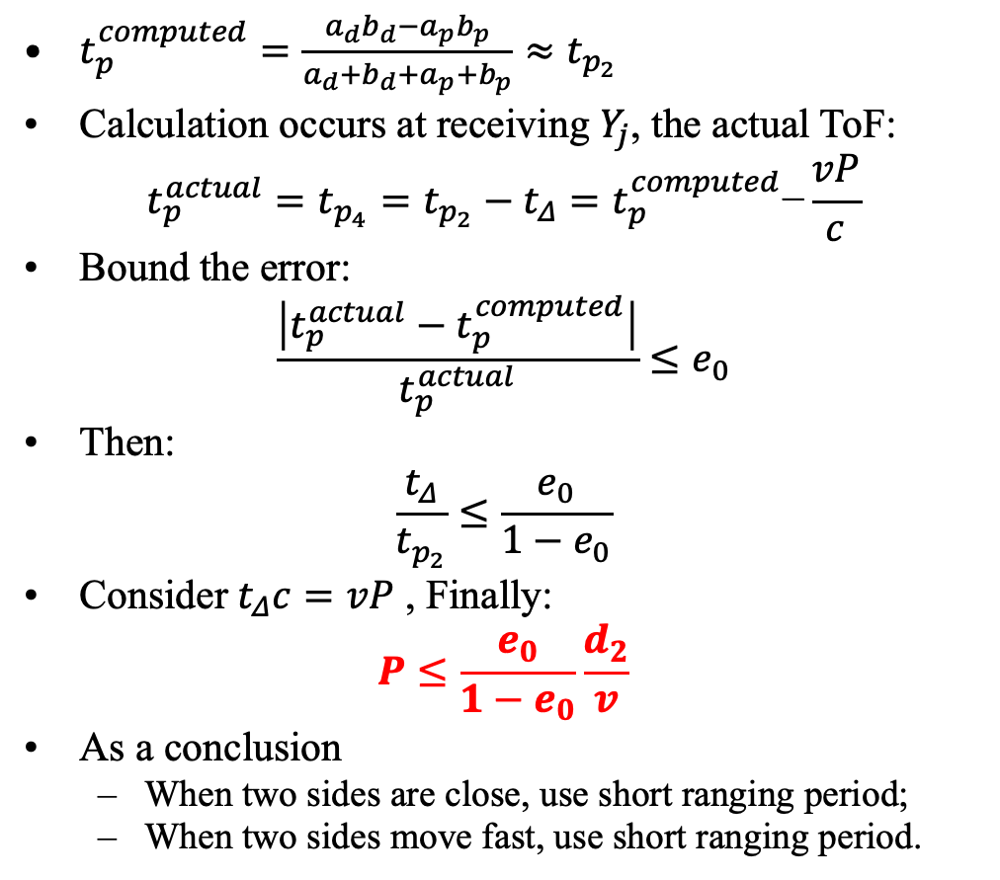 • $t_p^{computed} = \frac{a_d b_d - a_p b_p}{a_d + b_d + a_p + b_p} \approx t_{p_2}$
• Calculation occurs at receiving $Y_j$, the actual ToF:
$t_p^{actual} = t_{p_4} = t_{p_2} - t_\Delta = t_p^{computed} - \frac{vP}{c}$
• Bound the error:
$\frac{|t_p^{actual} - t_p^{computed}|}{t_p^{actual}} \leq e_0$
• Then:
$\frac{t_\Delta}{t_{p_2}} \leq \frac{e_0}{1 - e_0}$
• Consider $t_\Delta c = vP$ , Finally:
$P \leq \frac{e_0}{1 - e_0} \frac{d_2}{v}$
• As a conclusion
– When two sides are close, use short ranging period;
– When two sides move fast, use short ranging period.